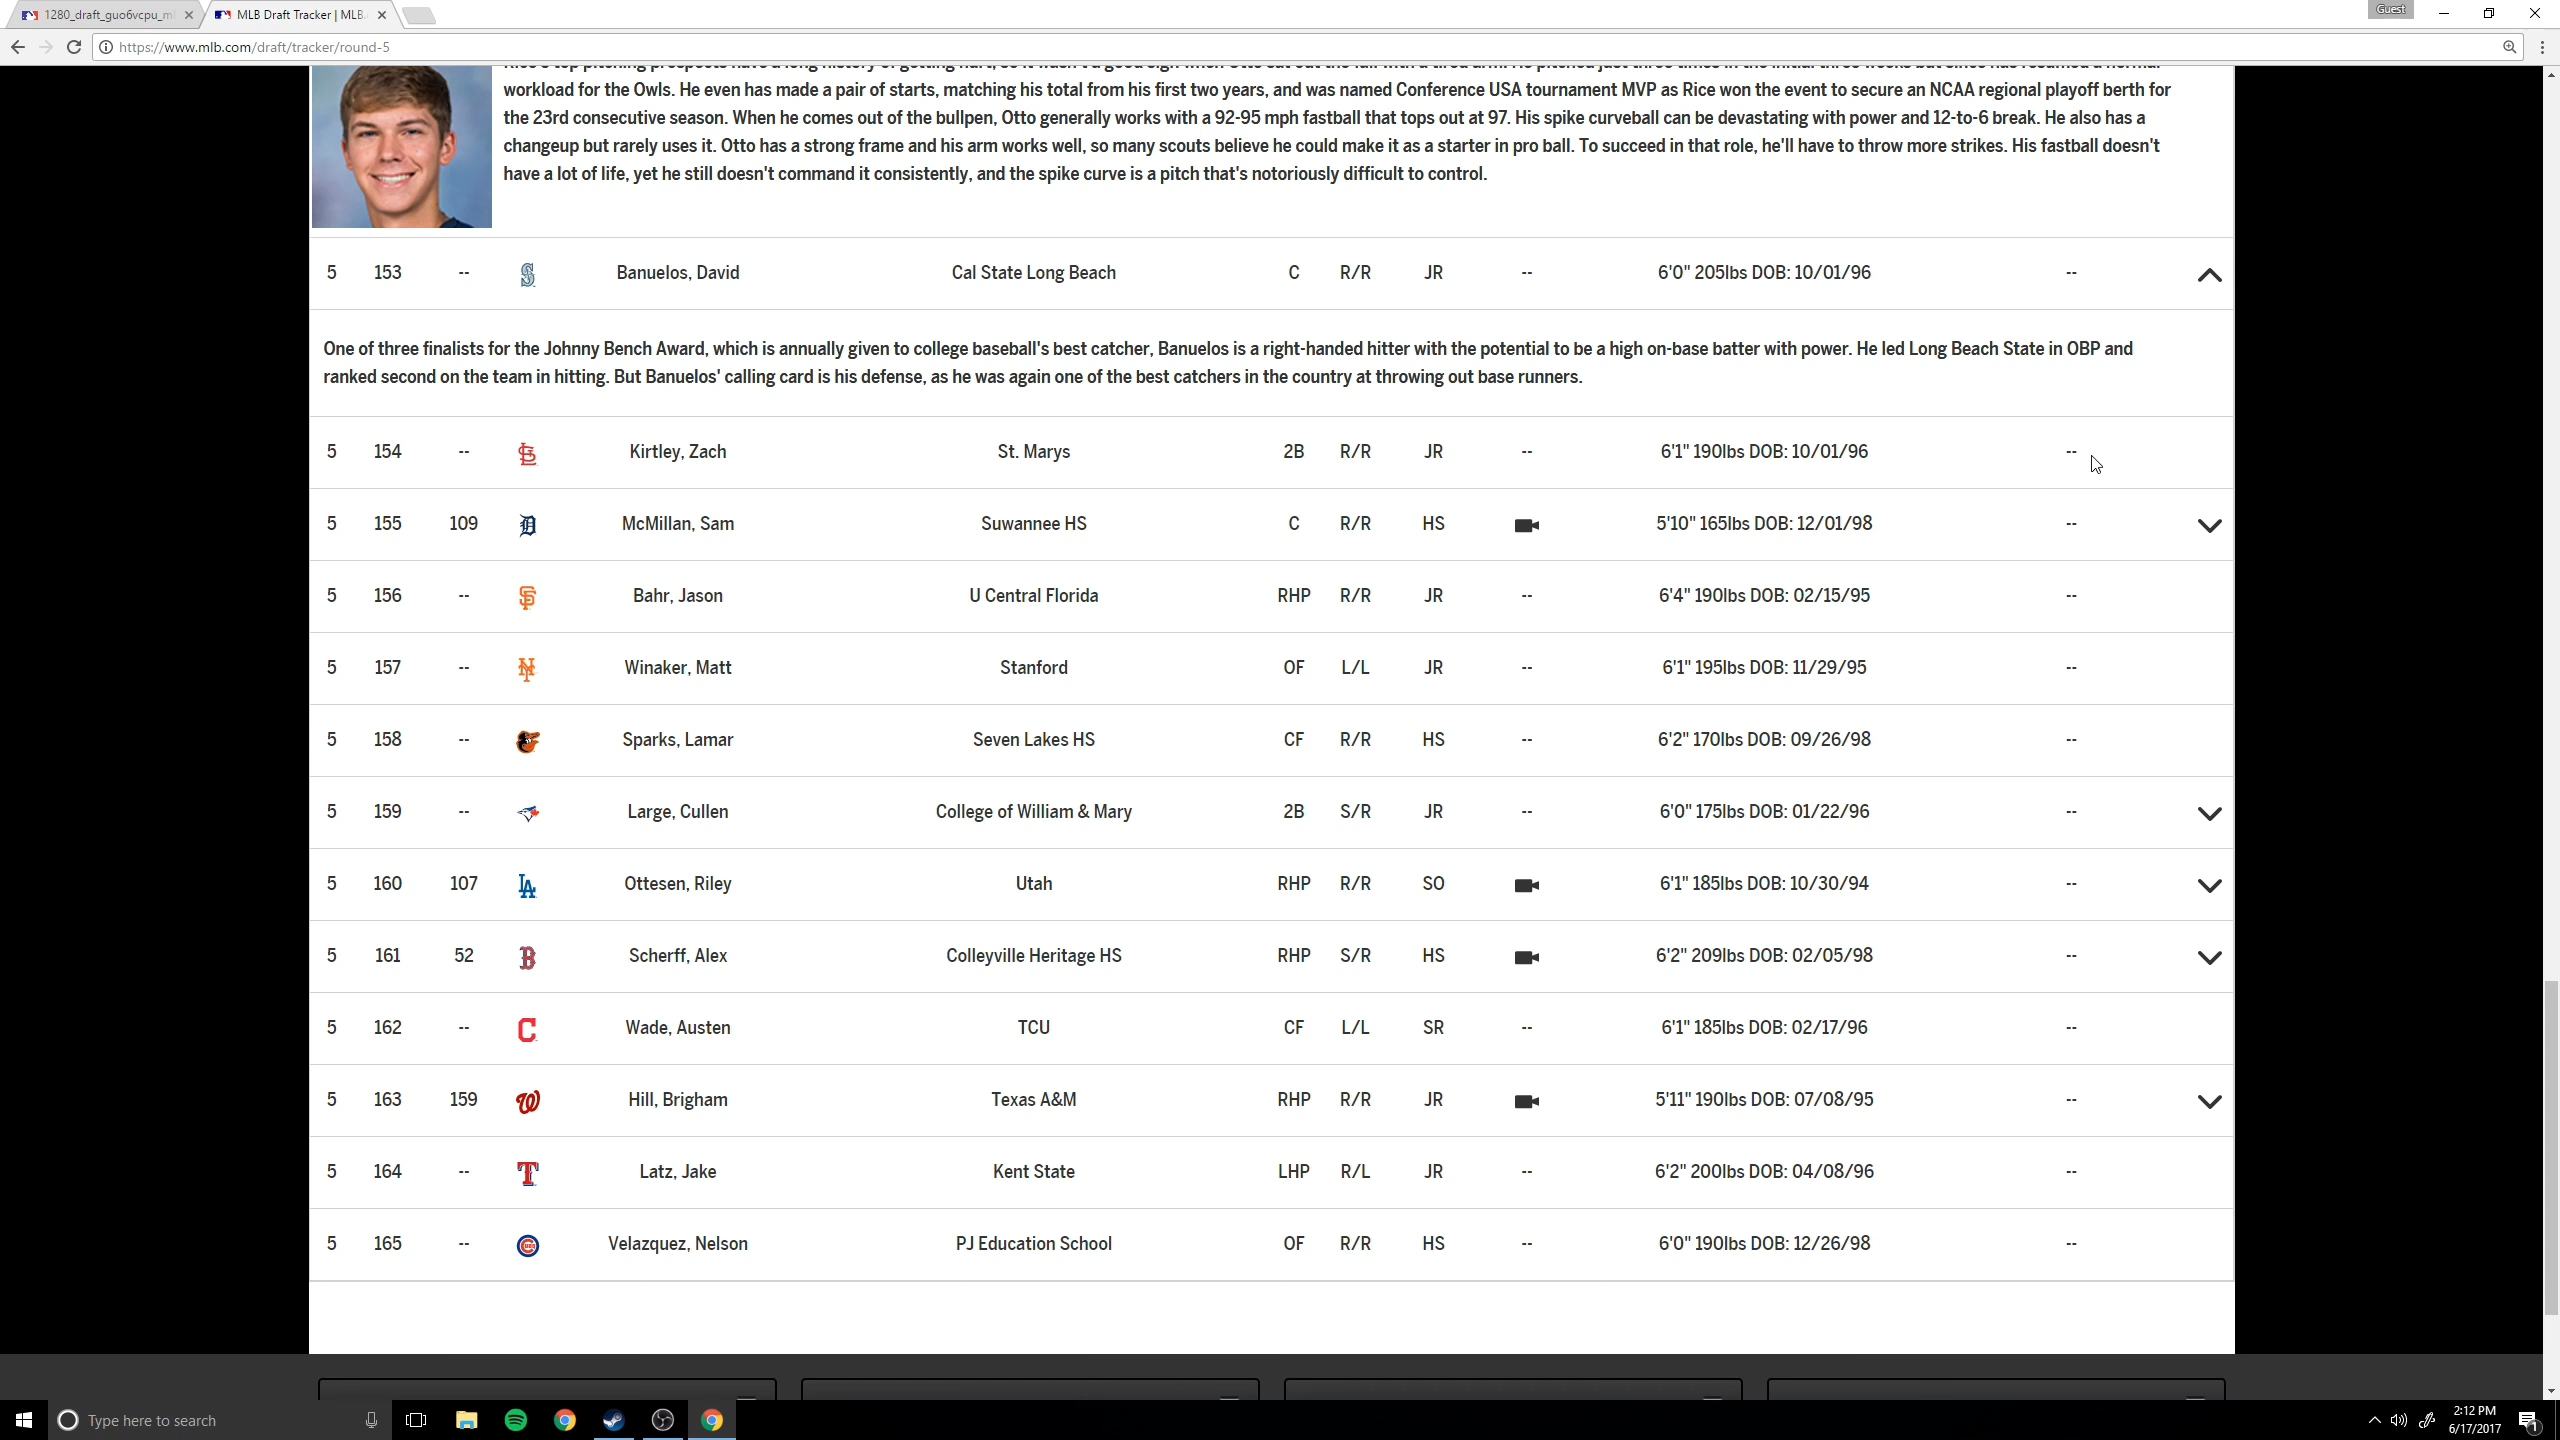 1280_draft_guo6vcpu_m
MLB Draft Tracker | MLB.
Guest
https://www.mlb.com/draft/tracker/round-5
workload for the Owls. He even has made a pair of starts, matching his total from his first two years, and was named Conference USA tournament MVP as Rice won the event to secure an NCAA regional playoff berth for
the 23rd consecutive season. When he comes out of the bullpen, Otto generally works with a 92-95 mph fastball that tops out at 97. His spike curveball can be devastating with power and 12-to-6 break. He also has a
changeup but rarely uses it. Otto has a strong frame and his arm works well, so many scouts believe he could make it as a starter in pro ball. To succeed in that role, he'll have to throw more strikes. His fastball doesn't
have a lot of life, yet he still doesn't command it consistently, and the spike curve is a pitch that's notoriously difficult to control.
5 153 -- Banuelos, David Cal State Long Beach C R/R JR -- 6'0" 205lbs DOB: 10/01/96 --
One of three finalists for the Johnny Bench Award, which is annually given to college baseball's best catcher, Banuelos is a right-handed hitter with the potential to be a high on-base batter with power. He led Long Beach State in OBP and
ranked second on the team in hitting. But Banuelos' calling card is his defense, as he was again one of the best catchers in the country at throwing out base runners.
5 154 -- Kirtley, Zach St. Marys 2B R/R JR -- 6'1" 190lbs DOB: 10/01/96 --
5 155 109 McMillan, Sam Suwannee HS C R/R HS 5'10" 165lbs DOB: 12/01/98 --
5 156 -- Bahr, Jason U Central Florida RHP R/R JR -- 6'4" 190lbs DOB: 02/15/95 --
5 157 -- Winaker, Matt Stanford OF L/L JR -- 6'1" 195lbs DOB: 11/29/95 --
5 158 -- Sparks, Lamar Seven Lakes HS CF R/R HS -- 6'2" 170lbs DOB: 09/26/98 --
5 159 -- Large, Cullen College of William & Mary 2B S/R JR -- 6'0" 175lbs DOB: 01/22/96 --
5 160 107 Ottesen, Riley Utah RHP R/R SO 6'1" 185lbs DOB: 10/30/94 --
5 161 52 Scherff, Alex Colleyville Heritage HS RHP S/R HS 6'2" 209lbs DOB: 02/05/98 --
5 162 -- Wade, Austen TCU CF L/L SR -- 6'1" 185lbs DOB: 02/17/96 --
5 163 159 Hill, Brigham Texas A&M RHP R/R JR 5'11" 190lbs DOB: 07/08/95 --
5 164 -- Latz, Jake Kent State LHP R/L JR -- 6'2" 200lbs DOB: 04/08/96 --
5 165 -- Velazquez, Nelson PJ Education School OF R/R HS -- 6'0" 190lbs DOB: 12/26/98 --
Type here to search
2:12 PM
6/17/2017
1